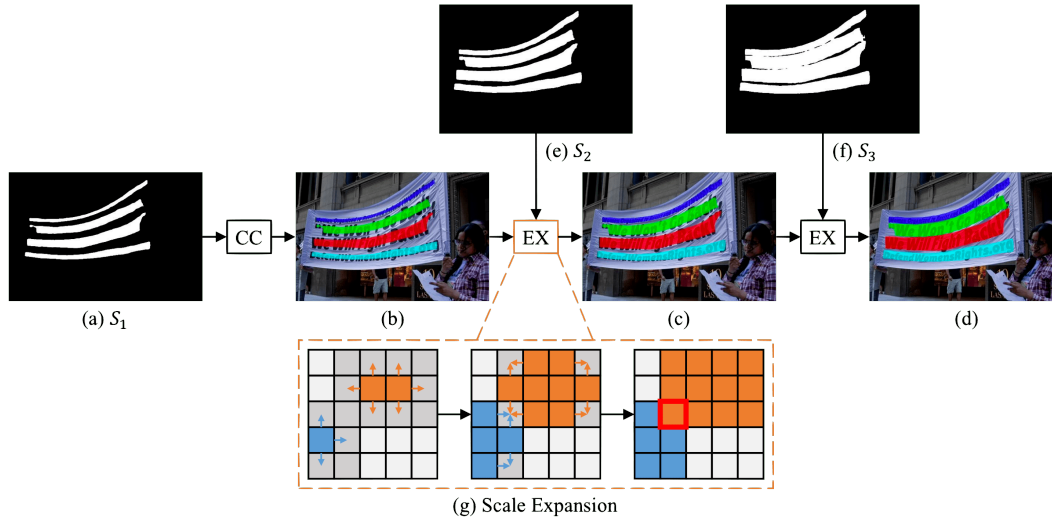 (e) S₂
(f) S₃
CC
EX
EX
(a) S₁
(b)
(c)
(d)
(g) Scale Expansion